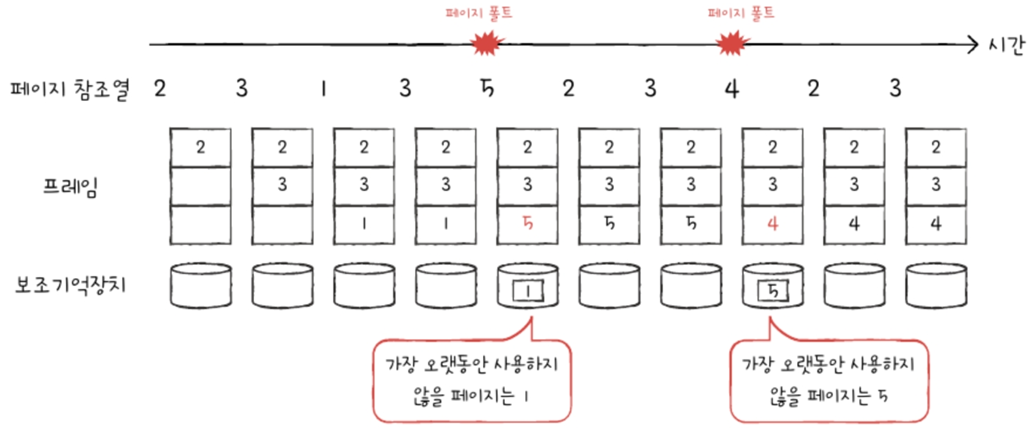 페이지 폴트 페이지 폴트
시간
페이지 참조열 2 3 1 3 5 2 3 4 2 3
2 2 2 2 2 2 2 2 2 2
프레임 3 3 3 3 3 3 3 3 3
1 1 5 5 5 4 4 4
보조기억장치 1 5
가장 오랫동안 사용하지
않을 페이지는 1
가장 오랫동안 사용하지
않을 페이지는 5